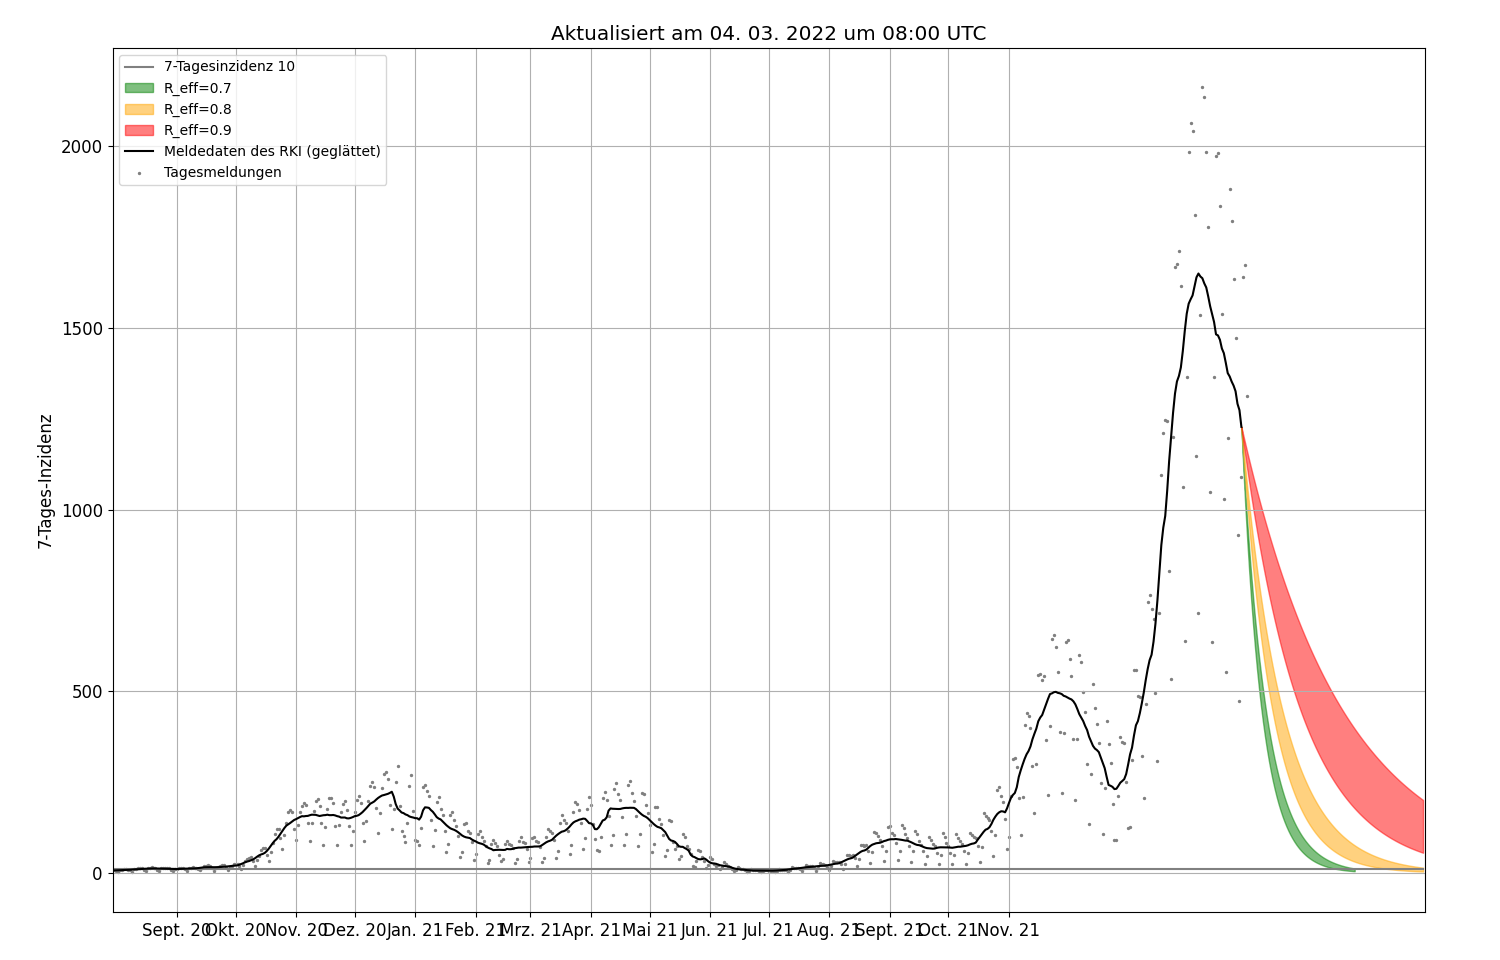 Aktualisiert am 04. 03. 2022 um 08:00 UTC
7-Tagesinzidenz 10
R_eff=0.7
R_eff=0.8
R_eff=0.9
Meldedaten des RKI (geglättet)
Tagesmeldungen
7-Tages-Inzidenz
2000
1500
1000
500
0
Sept. 20 Okt. 20 Nov. 20 Dez. 20 Jan. 21 Feb. 21 Mrz. 21 Apr. 21 Mai 21 Jun. 21 Jul. 21 Aug. 21 Sept. 21 Oct. 21 Nov. 21